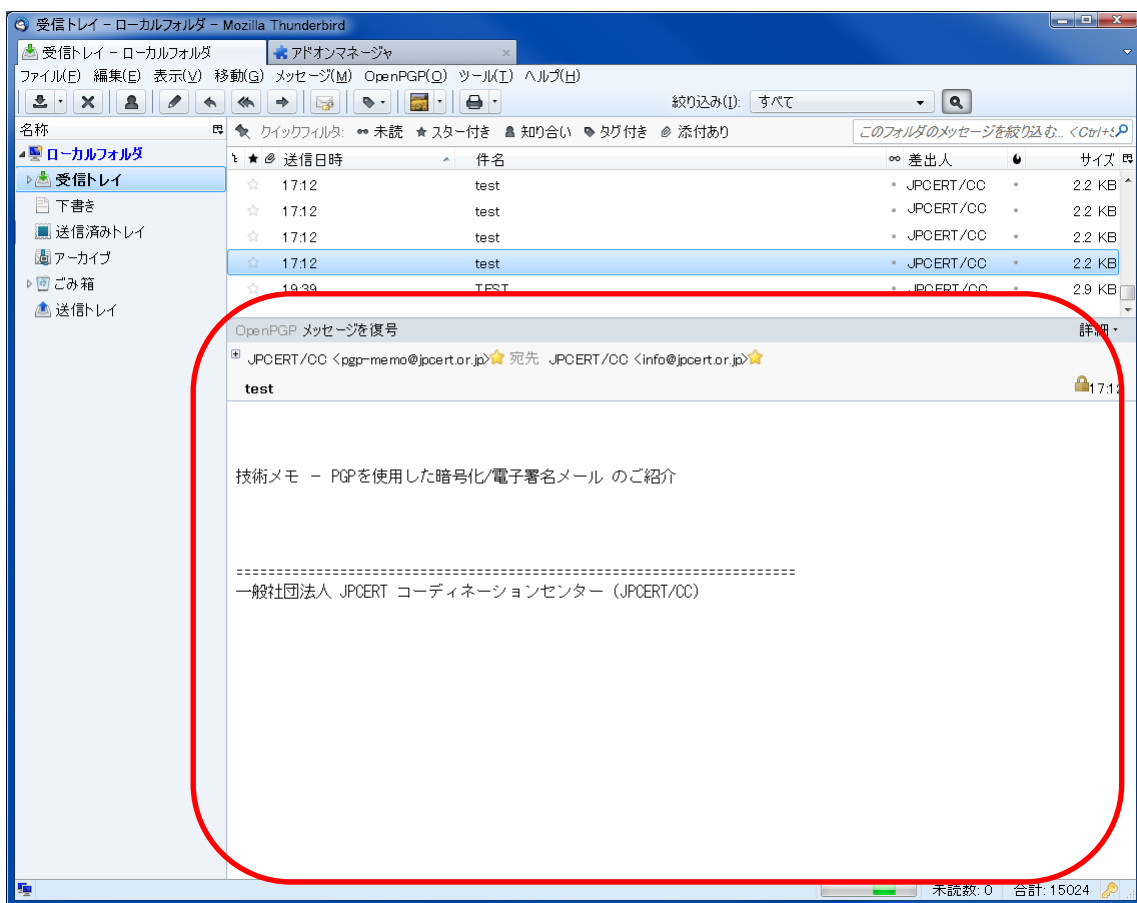 受信トレイ - ローカルフォルダ - Mozilla Thunderbird
受信トレイ - ローカルフォルダ アドオンマネージャ
ファイル(F) 編集(E) 表示(V) 移動(G) メッセージ(M) OpenPGP(O) ツール(T) ヘルプ(H)
絞り込み(I): すべて
名称
クイックフィルタ: 未読 スター付き 知り合い タグ付き 添付あり このフォルダのメッセージを絞り込む... <Ctrl+S
ローカルフォルダ
受信トレイ
下書き
送信済みトレイ
アーカイブ
ごみ箱
送信トレイ
送信日時 件名 差出人 サイズ
17:12 test JPCERT/CC 2.2 KB
17:12 test JPCERT/CC 2.2 KB
17:12 test JPCERT/CC 2.2 KB
17:12 test JPCERT/CC 2.2 KB
19:39 TEST JPCERT/CC 2.9 KB
OpenPGP メッセージを復号 詳細
JPCERT/CC <pgp-memo@jpcert.or.jp> 宛先 JPCERT/CC <info@jpcert.or.jp>
test 17:12
技術メモ - PGPを使用した暗号化/電子署名メール のご紹介
======================================================================
一般社団法人 JPCERT コーディネーションセンター (JPCERT/CC)
未読数: 0 合計: 15024